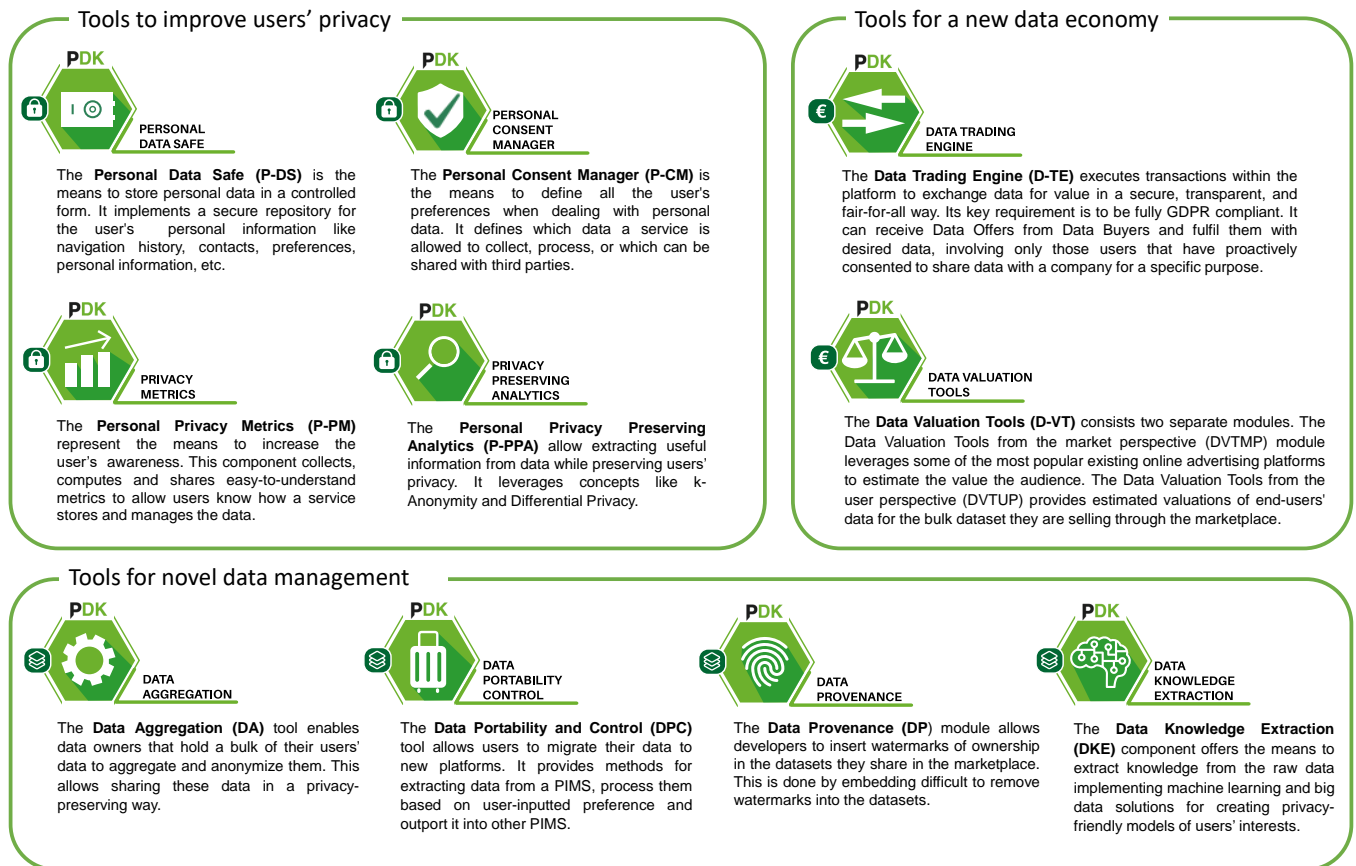 Tools to improve users' privacy
PDK
PERSONAL
DATA SAFE
The Personal Data Safe (P-DS) is the
means to store personal data in a controlled
form. It implements a secure repository for
the user's personal information like
navigation history, contacts, preferences,
personal information, etc.
PDK
PERSONAL
CONSENT
MANAGER
The Personal Consent Manager (P-CM) is
the means to define all the user's
preferences when dealing with personal
data. It defines which data a service is
allowed to collect, process, or which can be
shared with third parties.
PDK
PRIVACY
METRICS
The Personal Privacy Metrics (P-PM)
represent the means to increase the
user's awareness. This component collects,
computes and shares easy-to-understand
metrics to allow users know how a service
stores and manages the data.
PDK
PRIVACY
PRESERVING
ANALYTICS
The Personal Privacy Preserving
Analytics (P-PPA) allow extracting useful
information from data while preserving users'
privacy. It leverages concepts like k-
Anonymity and Differential Privacy.
Tools for a new data economy
PDK
€
DATA TRADING
ENGINE
The Data Trading Engine (D-TE) executes transactions within the
platform to exchange data for value in a secure, transparent, and
fair-for-all way. Its key requirement is to be fully GDPR compliant. It
can receive Data Offers from Data Buyers and fulfil them with
desired data, involving only those users that have proactively
consented to share data with a company for a specific purpose.
PDK
€
DATA VALUATION
TOOLS
The Data Valuation Tools (D-VT) consists two separate modules. The
Data Valuation Tools from the market perspective (DVTMP) module
leverages some of the most popular existing online advertising platforms
to estimate the value the audience. The Data Valuation Tools from the
user perspective (DVTUP) provides estimated valuations of end-users'
data for the bulk dataset they are selling through the marketplace.
Tools for novel data management
PDK
DATA
AGGREGATION
The Data Aggregation (DA) tool enables
data owners that hold a bulk of their users'
data to aggregate and anonymize them. This
allows sharing these data in a privacy-
preserving way.
PDK
DATA
PORTABILITY
CONTROL
The Data Portability and Control (DPC)
tool allows users to migrate their data to
new platforms. It provides methods for
extracting data from a PIMS, process them
based on user-inputted preference and
outport it into other PIMS.
PDK
DATA
PROVENANCE
The Data Provenance (DP) module allows
developers to insert watermarks of ownership
in the datasets they share in the marketplace.
This is done by embedding difficult to remove
watermarks into the datasets.
PDK
DATA
KNOWLEDGE
EXTRACTION
The Data Knowledge Extraction
(DKE) component offers the means to
extract knowledge from the raw data
implementing machine learning and big
data solutions for creating privacy-
friendly models of users' interests.